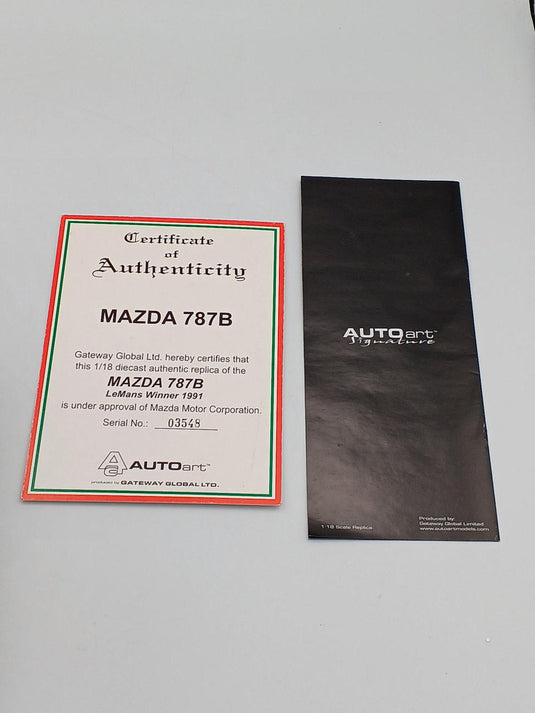 Certificate
of
Authenticity
MAZDA 787B
Gateway Global Ltd. hereby certifies that
this 1/18 diecast authentic replica of the
MAZDA 787B
LeMans Winner 1991
is under approval of Mazda Motor Corporation.
Serial No.: 03548
AUTOart™
produced by GATEWAY GLOBAL LTD.
AUTOart™
Signature
1:18 Scale Replica
Produced by
Gateway Global Limited
www.autoartmodels.com